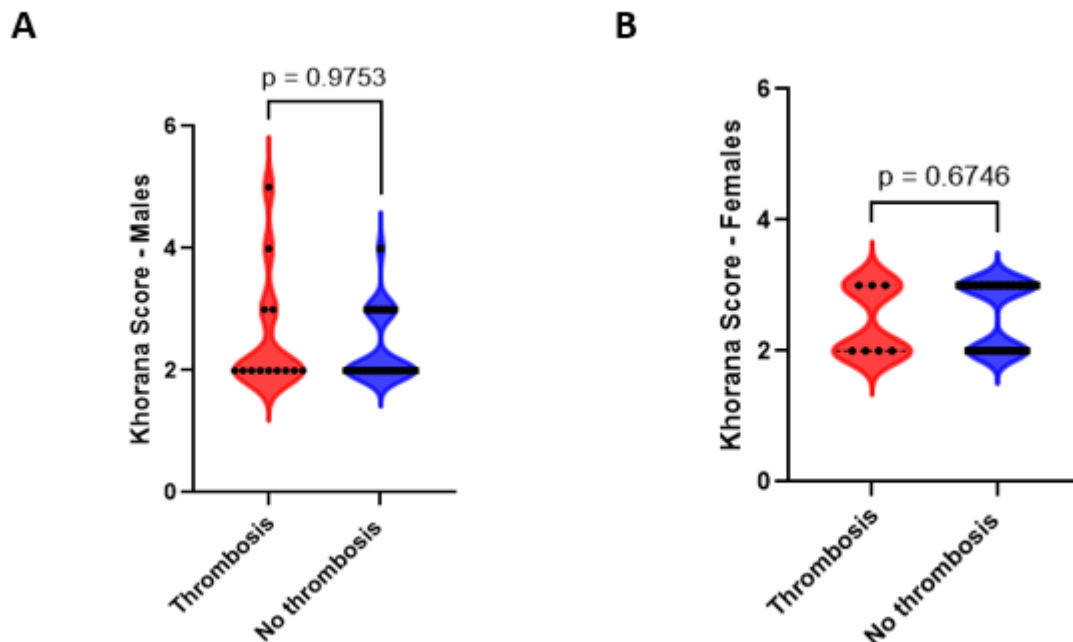 A
p = 0.9753
Khorana Score - Males
6
4
2
0
Thrombosis
No thrombosis
B
p = 0.6746
Khorana Score - Females
6
4
2
0
Thrombosis
No thrombosis